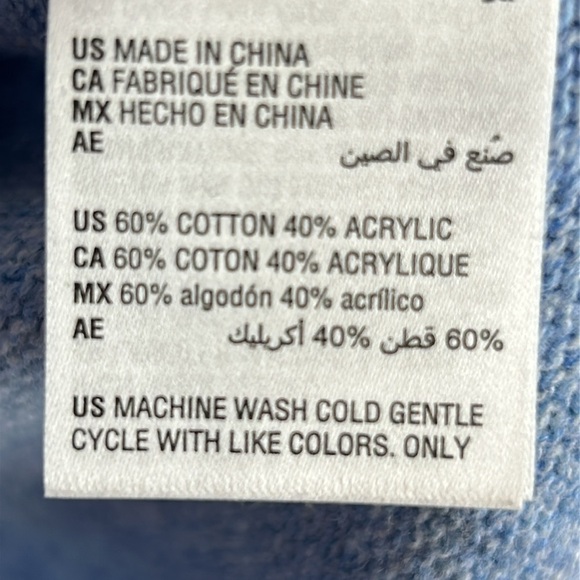 US MADE IN CHINA
CA FABRIQUÉ EN CHINE
MX HECHO EN CHINA
AE صُنع في الصين
US 60% COTTON 40% ACRYLIC
CA 60% COTON 40% ACRYLIQUE
MX 60% algodón 40% acrílico
AE 60% قطن 40% أكريليك
US MACHINE WASH COLD GENTLE
CYCLE WITH LIKE COLORS. ONLY